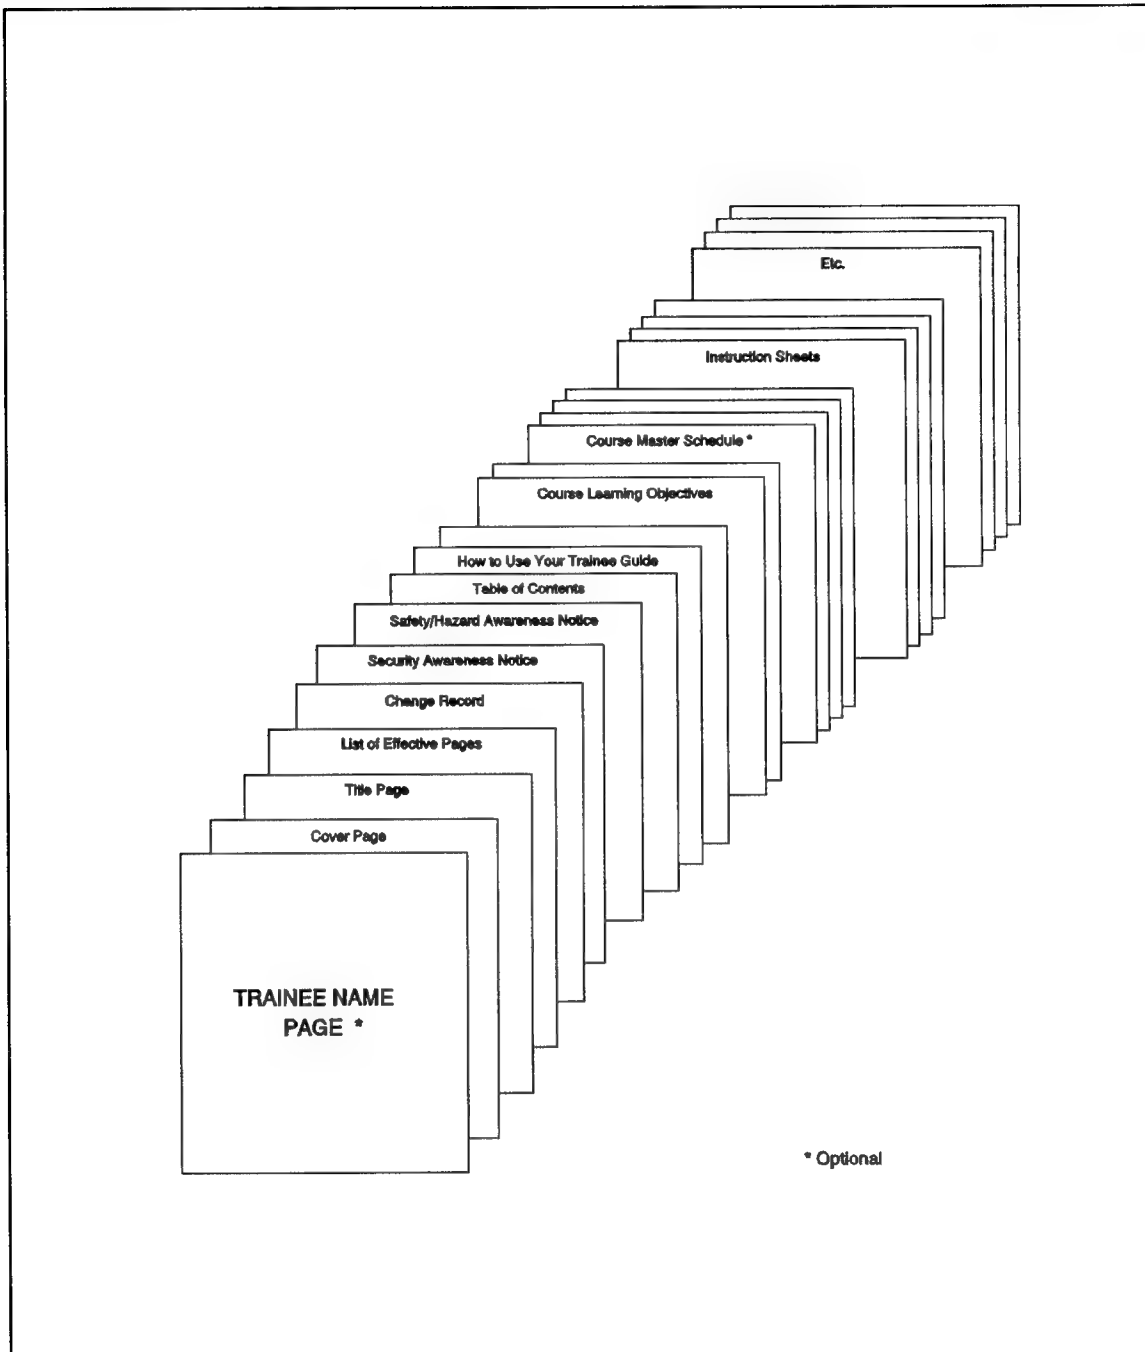 Etc.
Instruction Sheets
Course Master Schedule *
Course Learning Objectives
How to Use Your Trainee Guide
Table of Contents
Safety/Hazard Awareness Notice
Security Awareness Notice
Change Record
List of Effective Pages
Title Page
Cover Page
TRAINEE NAME
PAGE *
* Optional